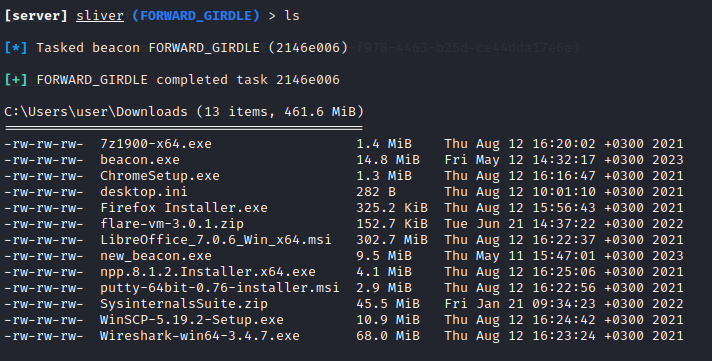 [server] sliver (FORWARD_GIRDLE) > ls
[*] Tasked beacon FORWARD_GIRDLE (2146e006)
[+] FORWARD_GIRDLE completed task 2146e006
C:\Users\user\Downloads (13 items, 461.6 MiB)
=============================================
-rw-rw-rw-  7z1900-x64.exe                  1.4 MiB    Thu Aug 12 16:20:02 +0300 2021
-rw-rw-rw-  beacon.exe                      14.8 MiB   Fri May 12 14:32:17 +0300 2023
-rw-rw-rw-  ChromeSetup.exe                 1.3 MiB    Thu Aug 12 16:16:47 +0300 2021
-rw-rw-rw-  desktop.ini                     282 B      Thu Aug 12 10:01:10 +0300 2021
-rw-rw-rw-  Firefox Installer.exe           325.2 KiB  Thu Aug 12 15:56:43 +0300 2021
-rw-rw-rw-  flare-vm-3.0.1.zip              152.7 KiB  Tue Jun 21 14:37:22 +0300 2022
-rw-rw-rw-  LibreOffice_7.0.6_Win_x64.msi   302.7 MiB  Thu Aug 12 16:22:37 +0300 2021
-rw-rw-rw-  new_beacon.exe                  9.5 MiB    Thu May 11 15:47:01 +0300 2023
-rw-rw-rw-  npp.8.1.2.Installer.x64.exe     4.1 MiB    Thu Aug 12 16:25:06 +0300 2021
-rw-rw-rw-  putty-64bit-0.76-installer.msi  2.9 MiB    Thu Aug 12 16:22:56 +0300 2021
-rw-rw-rw-  SysinternalsSuite.zip           45.5 MiB   Fri Jan 21 09:34:23 +0300 2022
-rw-rw-rw-  WinSCP-5.19.2-Setup.exe         10.9 MiB   Thu Aug 12 16:24:42 +0300 2021
-rw-rw-rw-  Wireshark-win64-3.4.7.exe       68.0 MiB   Thu Aug 12 16:23:24 +0300 2021